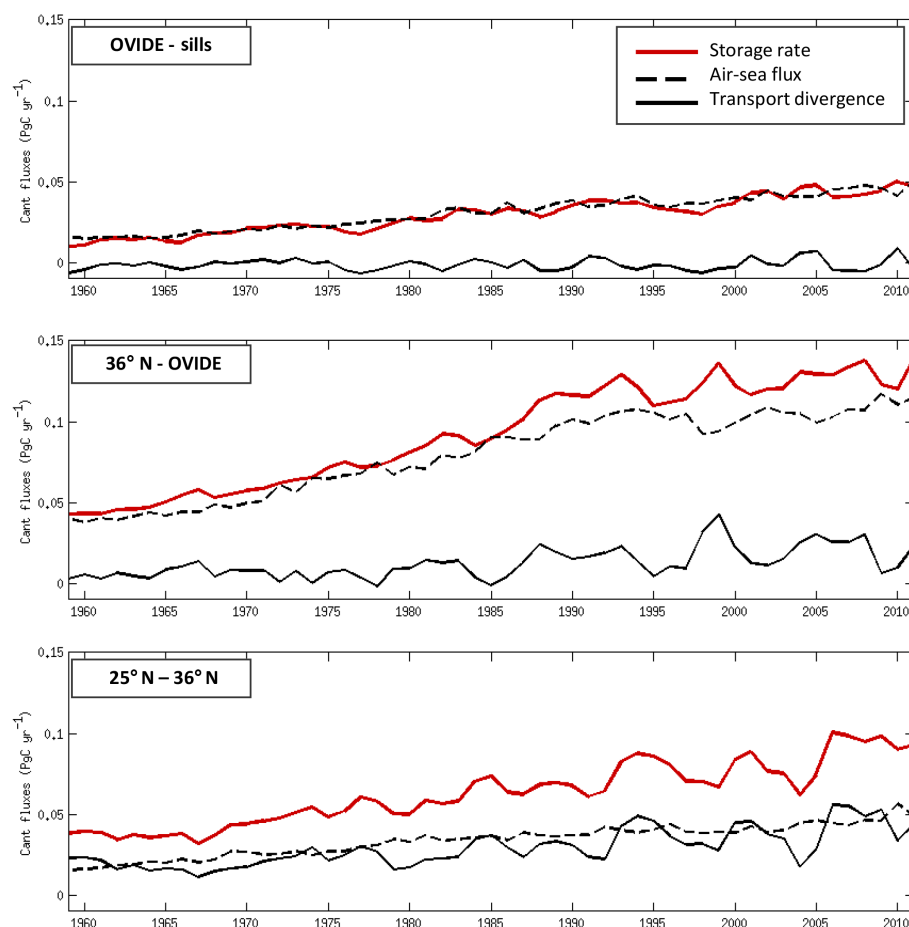 OVIDE - sills
Storage rate
Air-sea flux
Transport divergence
Cant fluxes (PgC yr⁻¹)
0.15
0.1
0.05
0
1960 1965 1970 1975 1980 1985 1990 1995 2000 2005 2010
36° N - OVIDE
Cant fluxes (PgC yr⁻¹)
0.15
0.1
0.05
0
1960 1965 1970 1975 1980 1985 1990 1995 2000 2005 2010
25° N – 36° N
Cant fluxes (PgC yr⁻¹)
0.15
0.1
0.05
0
1960 1965 1970 1975 1980 1985 1990 1995 2000 2005 2010